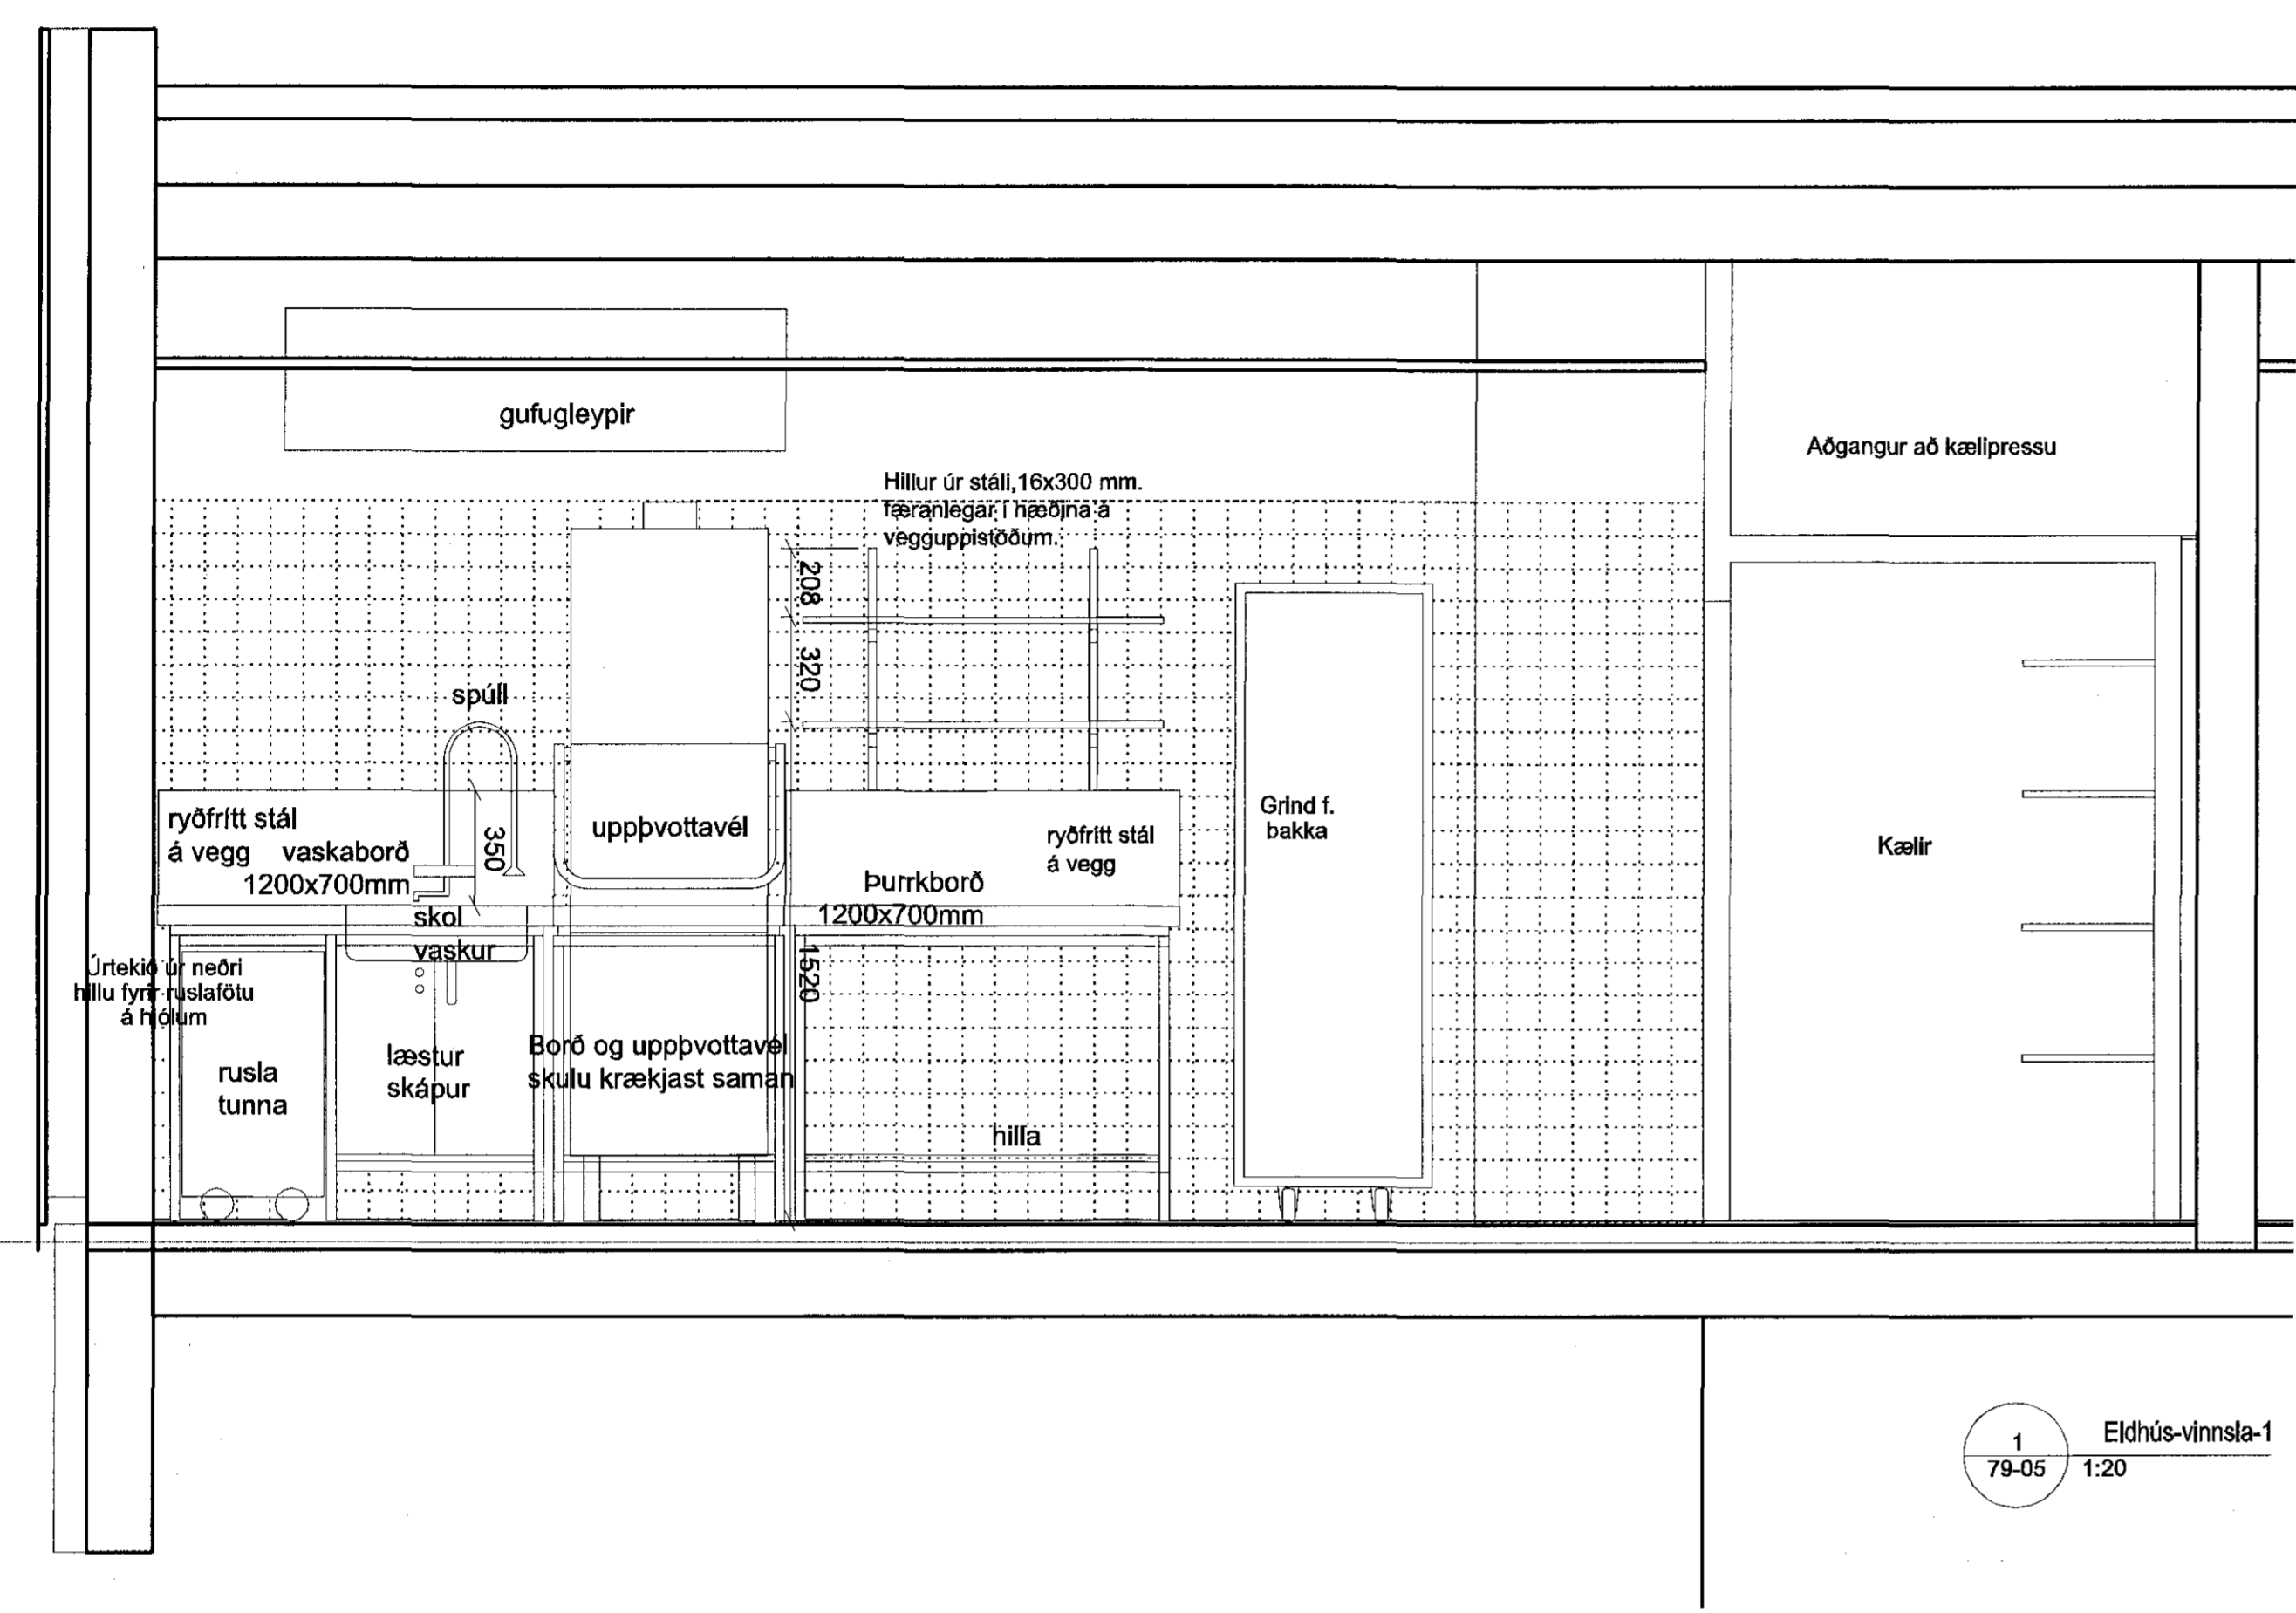 gufugleypir
Aðgangur að kælipressu
Hillur úr stáli,16x300 mm.
færanlegar í hæðina á
vegguppistöðum.
208
320
spúll
ryðfrítt stál
á vegg
vaskaborð
1200x700mm
350
uppþvottavél
ryðfrítt stál
á vegg
Þurrkborð
1200x700mm
Grind f.
bakka
Kælir
skol
vaskur
1520
Úrtekið úr neðri
hillu fyrir ruslafötu
á hjólum
rusla
tunna
læstur
skápur
Borð og uppþvottavél
skulu krækjast saman
hilla
1
79-05
Eldhús-vinnsla-1
1:20